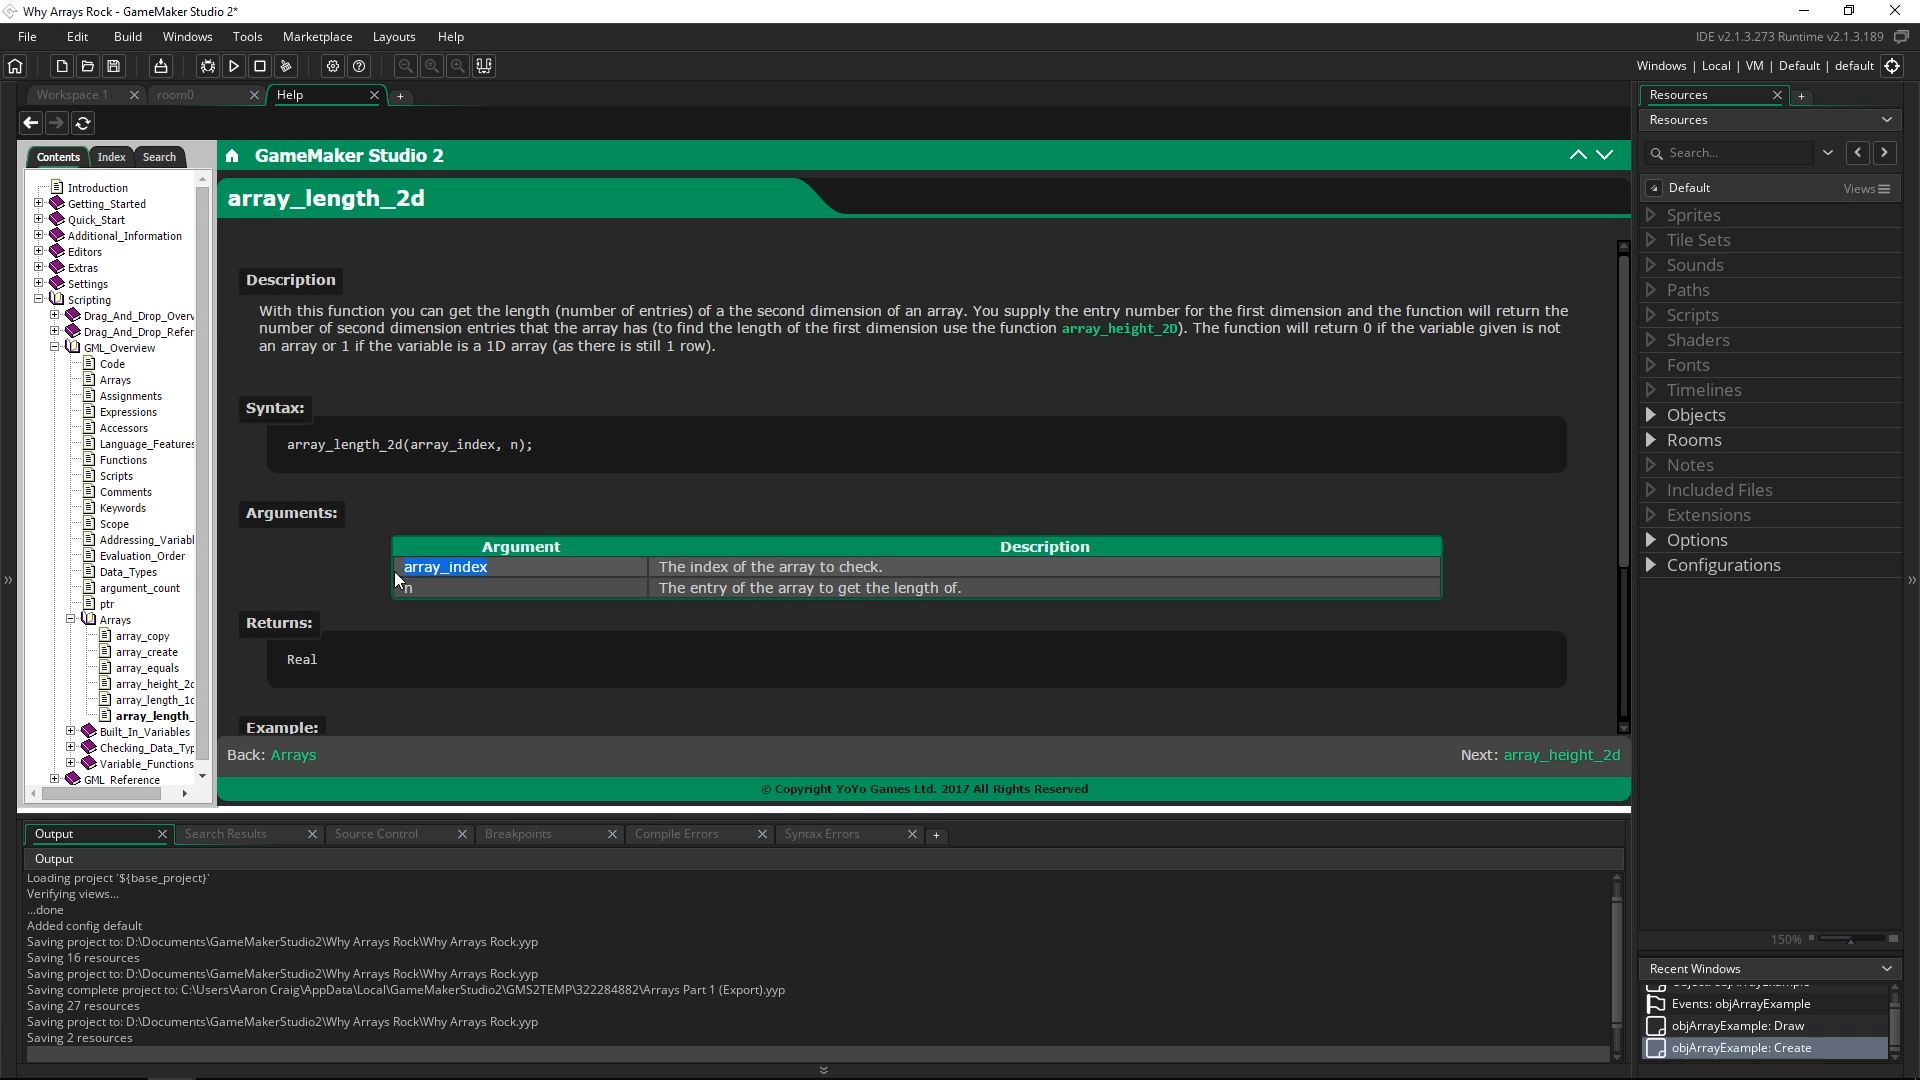 Why Arrays Rock - GameMaker Studio 2*
File Edit Build Windows Tools Marketplace Layouts Help
IDE v2.1.3.273 Runtime v2.1.3.189
Windows | Local | VM | Default | default
Workspace 1 room0 Help
Contents Index Search
Introduction
Getting_Started
Quick_Start
Additional_Information
Editors
Extras
Settings
Scripting
Drag_And_Drop_Overv
Drag_And_Drop_Refer
GML_Overview
Code
Arrays
Assignments
Expressions
Accessors
Language_Features
Functions
Scripts
Comments
Keywords
Scope
Addressing_Variabl
Evaluation_Order
Data_Types
argument_count
ptr
Arrays
array_copy
array_create
array_equals
array_height_2d
array_length_1d
array_length_
Built_In_Variables
Checking_Data_Typ
Variable_Functions
GML_Reference
GameMaker Studio 2
array_length_2d
Description
With this function you can get the length (number of entries) of a the second dimension of an array. You supply the entry number for the first dimension and the function will return the
number of second dimension entries that the array has (to find the length of the first dimension use the function array_height_2D). The function will return 0 if the variable given is not
an array or 1 if the variable is a 1D array (as there is still 1 row).
Syntax:
array_length_2d(array_index, n);
Arguments:
Argument Description
array_index The index of the array to check.
n The entry of the array to get the length of.
Returns:
Real
Example:
Back: Arrays
Next: array_height_2d
© Copyright YoYo Games Ltd. 2017 All Rights Reserved
Output Search Results Source Control Breakpoints Compile Errors Syntax Errors
Output
Loading project '${base_project}'
Verifying views...
...done
Added config default
Saving project to: D:\Documents\GameMakerStudio2\Why Arrays Rock\Why Arrays Rock.yyp
Saving 16 resources
Saving project to: D:\Documents\GameMakerStudio2\Why Arrays Rock\Why Arrays Rock.yyp
Saving complete project to: C:\Users\Aaron Craig\AppData\Local\GameMakerStudio2\GMS2TEMP\322284882\Arrays Part 1 (Export).yyp
Saving 27 resources
Saving project to: D:\Documents\GameMakerStudio2\Why Arrays Rock\Why Arrays Rock.yyp
Saving 2 resources
Resources
Resources
Search...
Default Views
Sprites
Tile Sets
Sounds
Paths
Scripts
Shaders
Fonts
Timelines
Objects
Rooms
Notes
Included Files
Extensions
Options
Configurations
150%
Recent Windows
Events: objArrayExample
objArrayExample: Draw
objArrayExample: Create